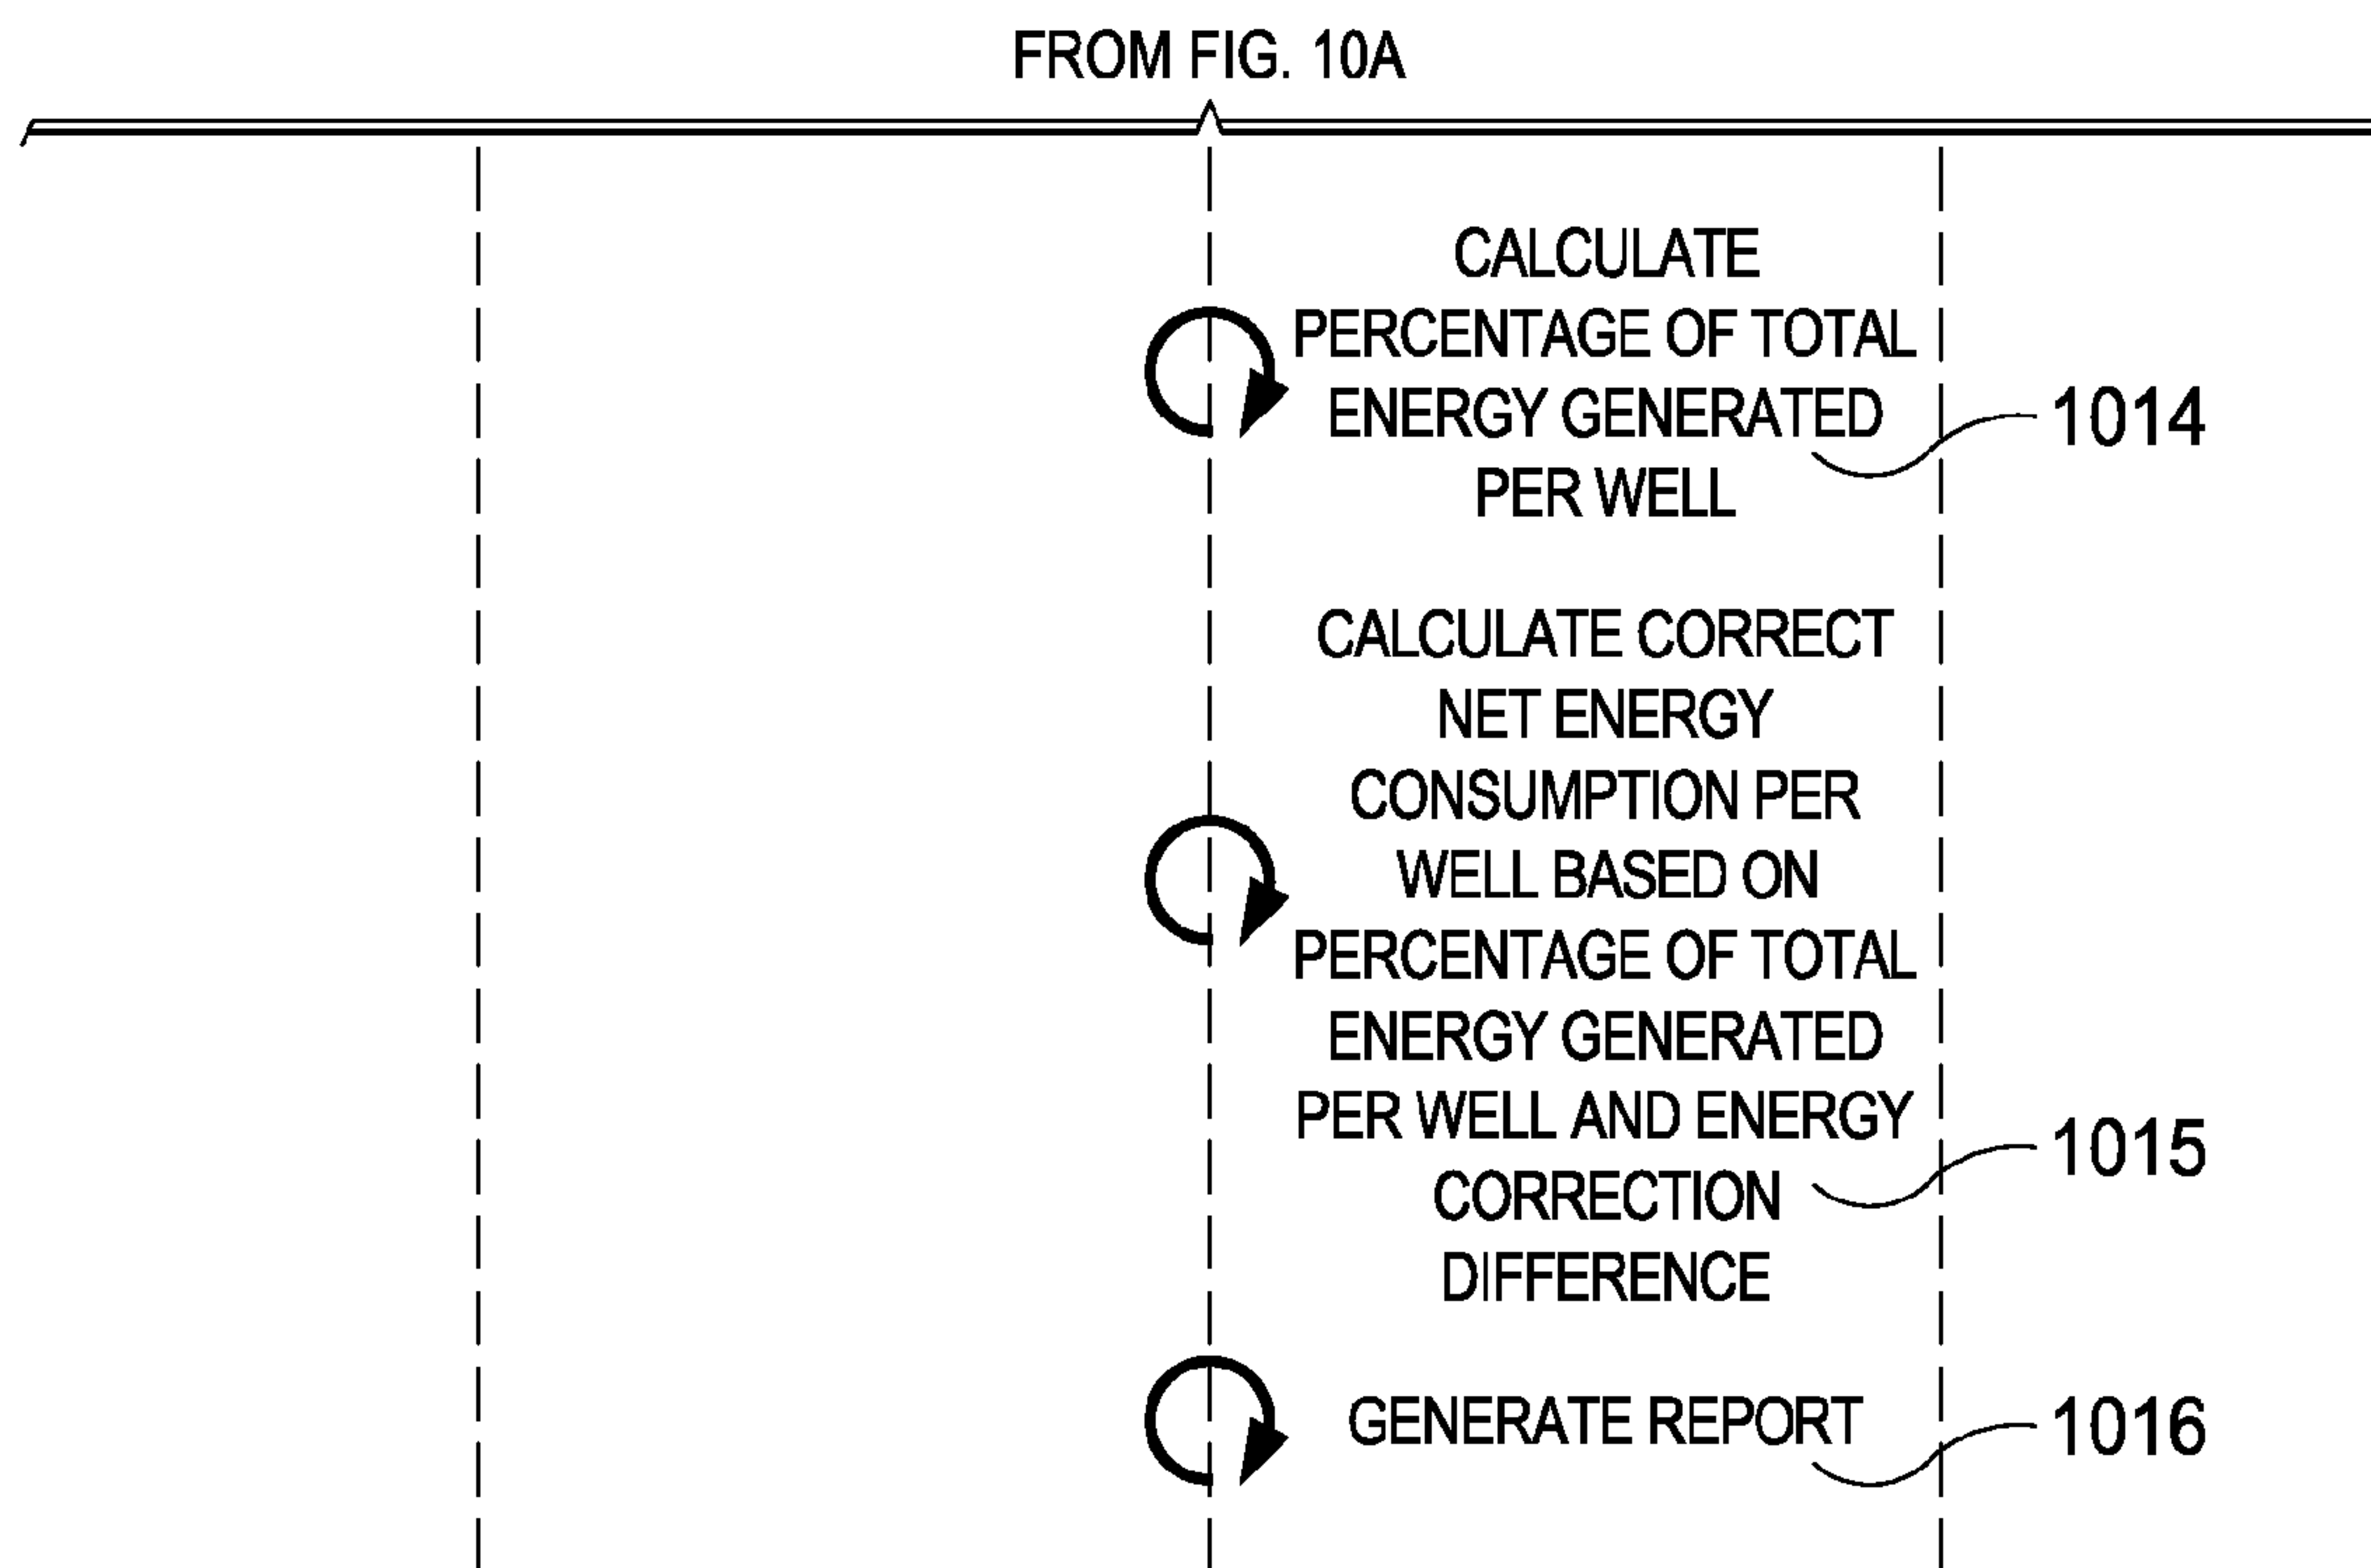 FROM FIG. 10A
CALCULATE
PERCENTAGE OF TOTAL
ENERGY GENERATED
PER WELL
1014
CALCULATE CORRECT
NET ENERGY
CONSUMPTION PER
WELL BASED ON
PERCENTAGE OF TOTAL
ENERGY GENERATED
PER WELL AND ENERGY
CORRECTION
DIFFERENCE
1015
GENERATE REPORT
1016